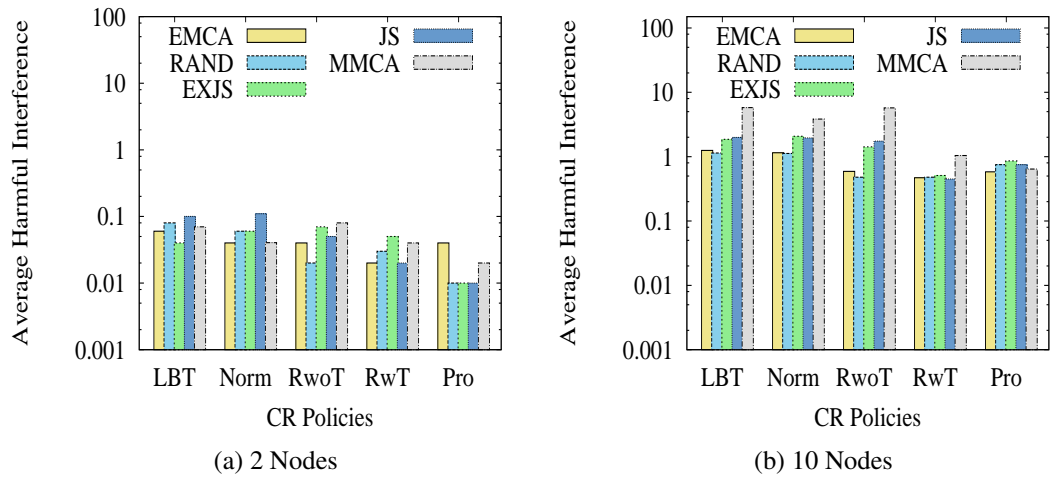 Average Harmful Interference
100
10
1
0.1
0.01
0.001
EMCA
RAND
EXJS
JS
MMCA
LBT Norm RwoT RwT Pro
CR Policies
(a) 2 Nodes
Average Harmful Interference
100
10
1
0.1
0.01
0.001
EMCA
RAND
EXJS
JS
MMCA
LBT Norm RwoT RwT Pro
CR Policies
(b) 10 Nodes